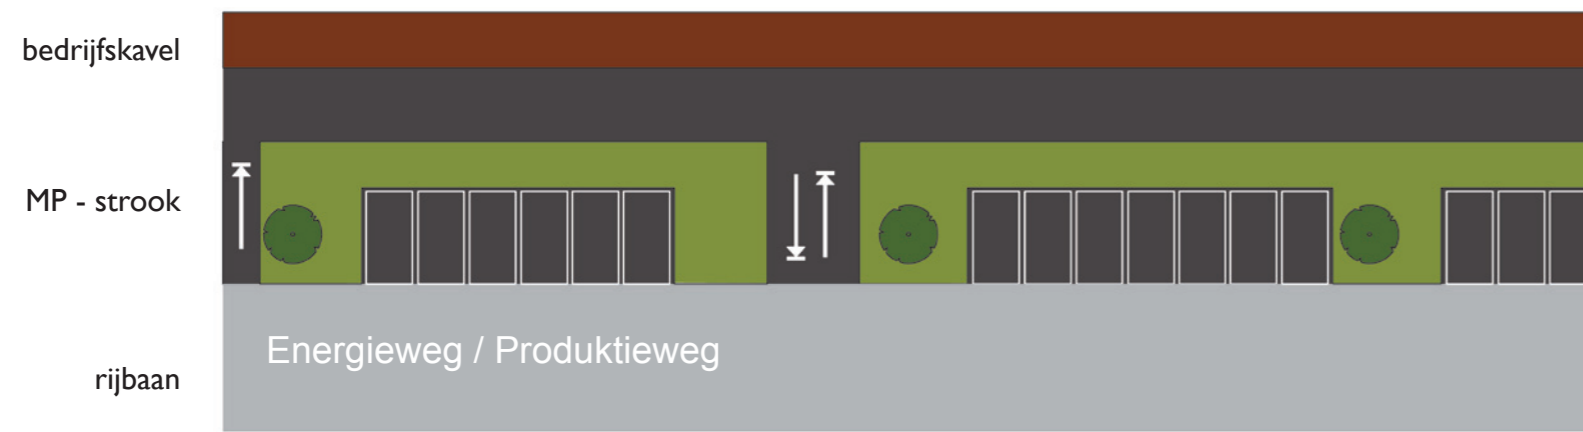 bedrijfskavel
MP - strook
Energieweg / Produktieweg
rijbaan